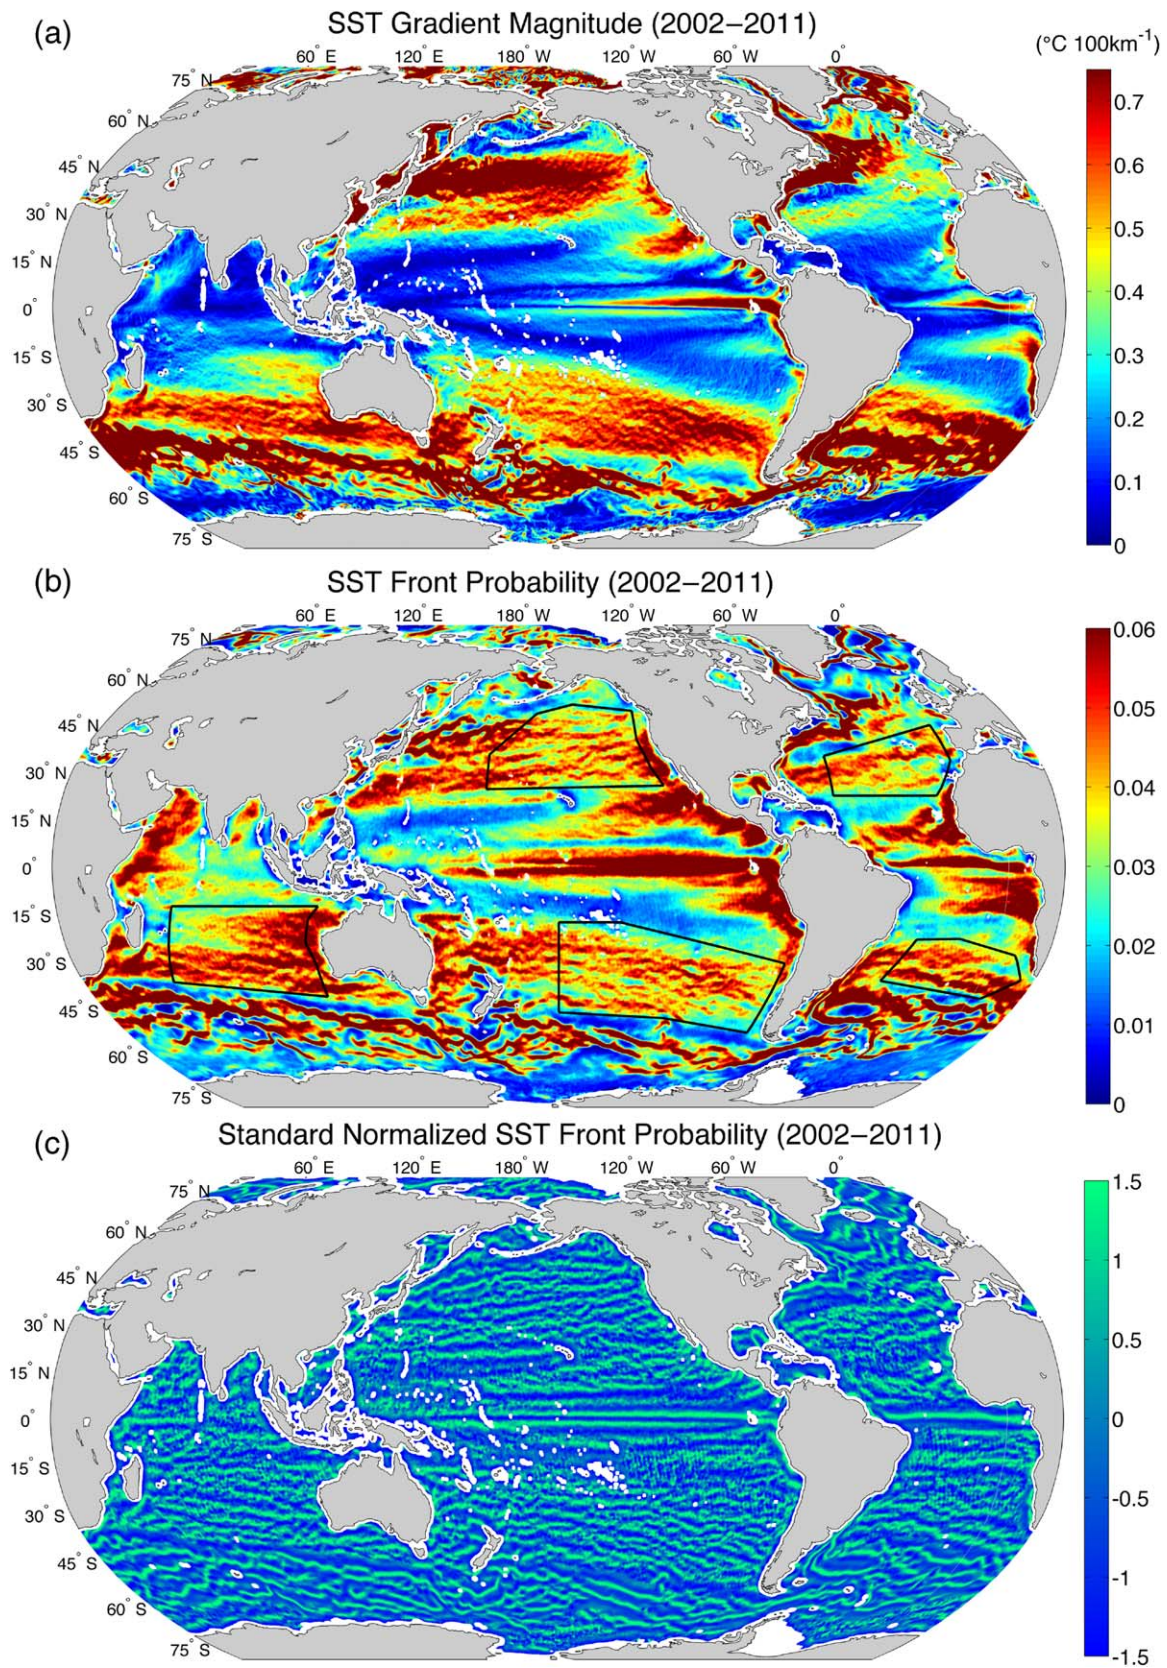 (a)
SST Gradient Magnitude (2002−2011)
(°C 100km⁻¹)
60° E 120° E 180° W 120° W 60° W 0°
75° N
60° N
45° N
30° N
15° N
0°
15° S
30° S
45° S
60° S
75° S
0.7
0.6
0.5
0.4
0.3
0.2
0.1
0
(b)
SST Front Probability (2002−2011)
60° E 120° E 180° W 120° W 60° W 0°
75° N
60° N
45° N
30° N
15° N
0°
15° S
30° S
45° S
60° S
75° S
0.06
0.05
0.04
0.03
0.02
0.01
0
(c)
Standard Normalized SST Front Probability (2002−2011)
60° E 120° E 180° W 120° W 60° W 0°
75° N
60° N
45° N
30° N
15° N
0°
15° S
30° S
45° S
60° S
75° S
1.5
1
0.5
0
-0.5
-1
-1.5